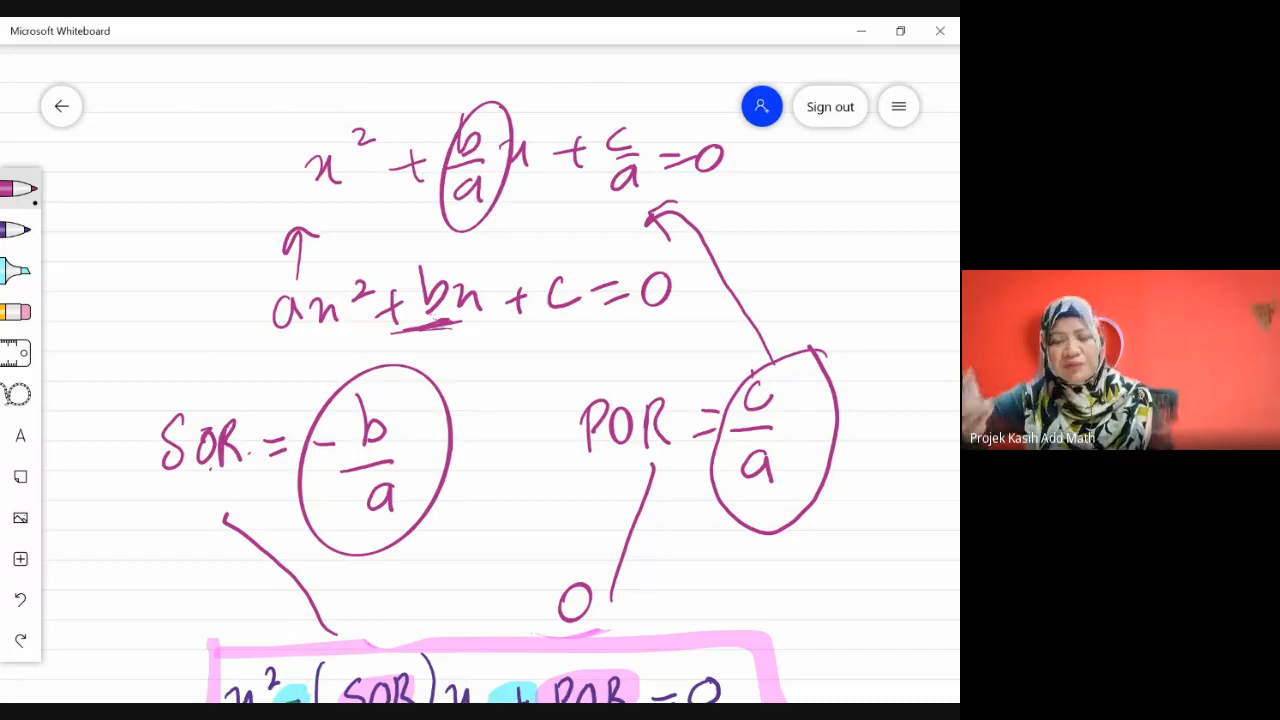 Microsoft Whiteboard
Sign out
x² + b/a x + c/a = 0
ax² + bx + c = 0
SOR = - b/a
POR = c/a
0
x² - (SOR)x + POR = 0
A
Projek Kasih Add Math